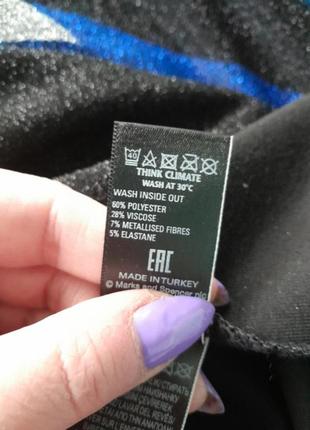 40
THINK CLIMATE
WASH AT 30°C
WASH INSIDE OUT
60% POLYESTER
28% VISCOSE
7% METALLISED FIBRES
5% ELASTANE
EAC
MADE IN TURKEY
© Marks and Spencer plc